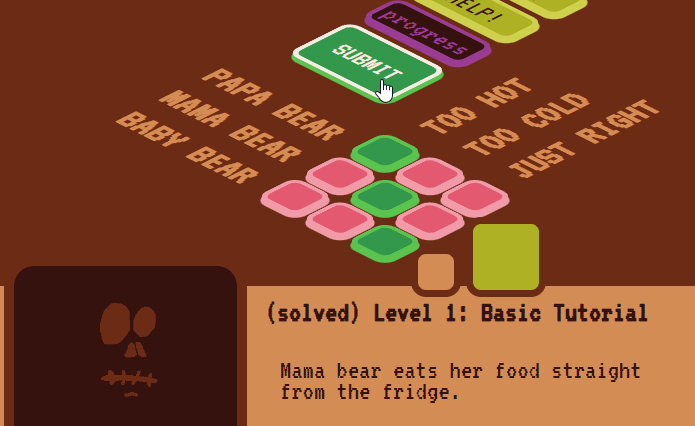 HELP!
progress
SUBMIT
PAPA BEAR
MAMA BEAR
BABY BEAR
TOO HOT
TOO COLD
JUST RIGHT
(solved) Level 1: Basic Tutorial
Mama bear eats her food straight
from the fridge.